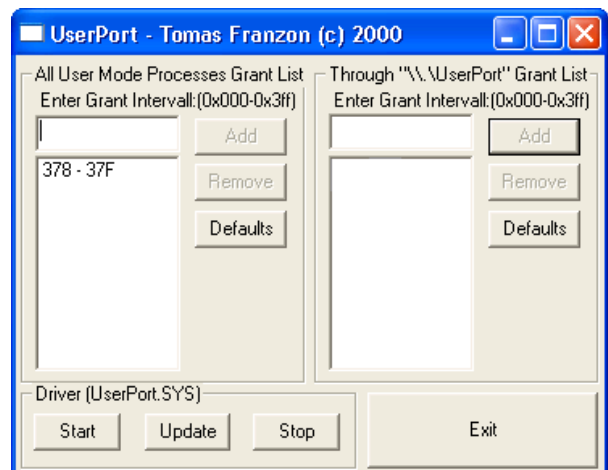 UserPort - Tomas Franzon (c) 2000
All User Mode Processes Grant List
Enter Grant Intervall:(0x000-0x3ff)
Add
378 - 37F
Remove
Defaults
Through "\\.\UserPort" Grant List
Enter Grant Intervall:(0x000-0x3ff)
Add
Remove
Defaults
Driver (UserPort.SYS)
Start
Update
Stop
Exit